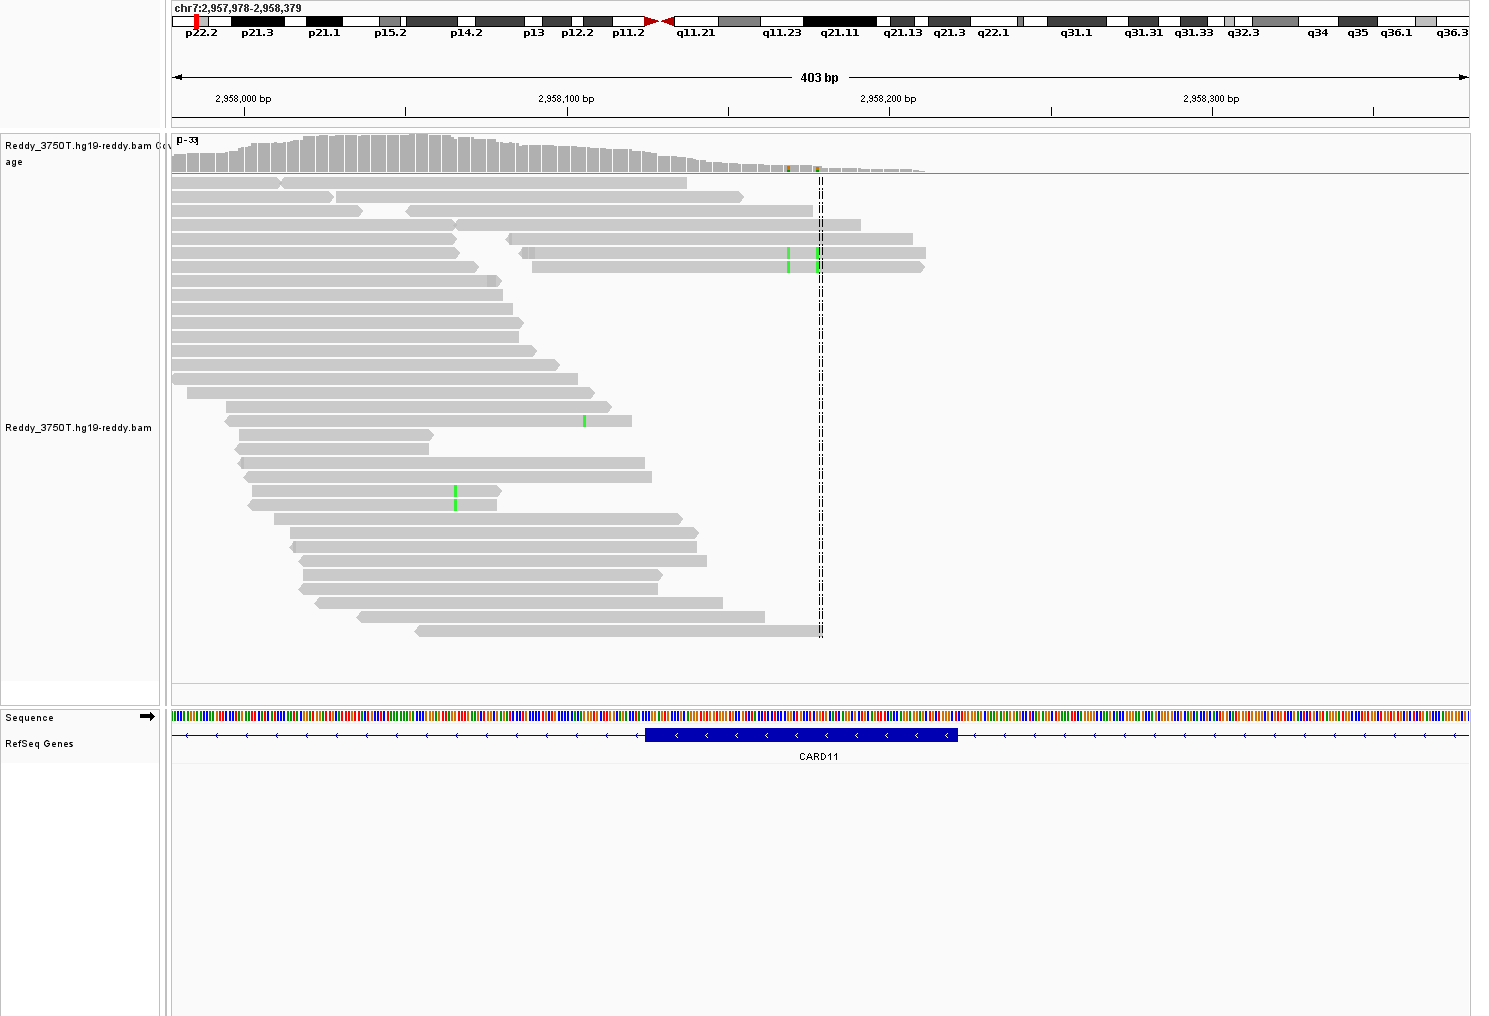 chr7:2,957,978-2,958,379
p22.2 p21.3 p21.1 p15.2 p14.2 p13 p12.2 p11.2 q11.21 q11.23 q21.11 q21.13 q21.3 q22.1 q31.1 q31.31 q31.33 q32.3 q34 q35 q36.1 q36.3
403 bp
2,958,000 bp 2,958,100 bp 2,958,200 bp 2,958,300 bp
[0-33]
Reddy_3750T.hg19-reddy.bam Cov
age
Reddy_3750T.hg19-reddy.bam
Sequence
RefSeq Genes
CARD11